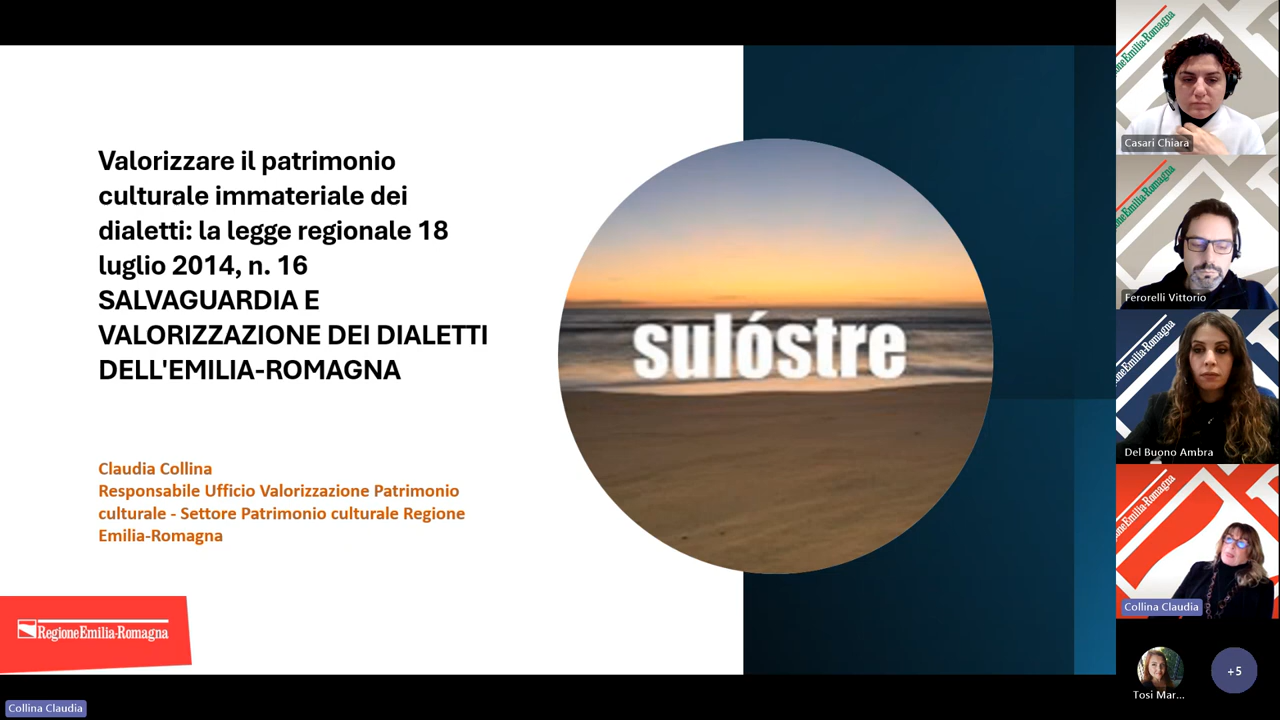 Valorizzare il patrimonio
culturale immateriale dei
dialetti: la legge regionale 18
luglio 2014, n. 16
SALVAGUARDIA E
VALORIZZAZIONE DEI DIALETTI
DELL'EMILIA-ROMAGNA
Claudia Collina
Responsabile Ufficio Valorizzazione Patrimonio
culturale - Settore Patrimonio culturale Regione
Emilia-Romagna
RegioneEmilia-Romagna
sulóstre
Casari Chiara
Ferorelli Vittorio
Del Buono Ambra
Collina Claudia
Tosi Mar...
+5
Collina Claudia